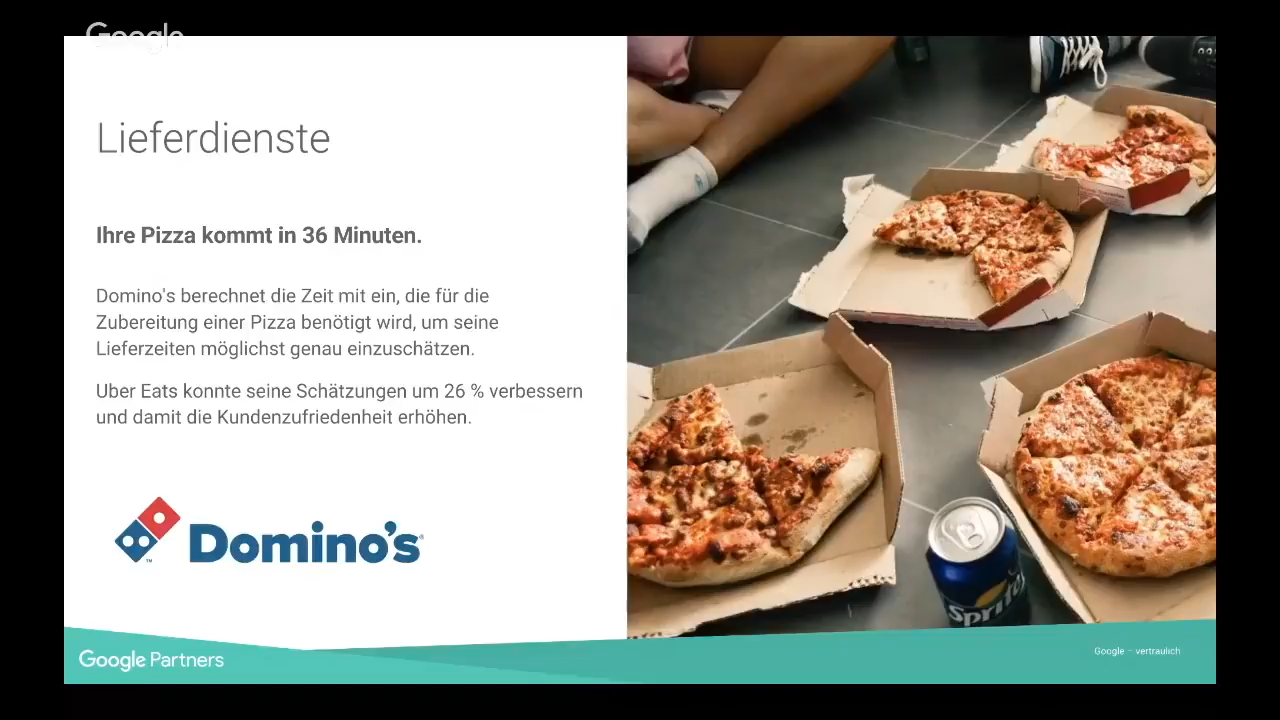 Google
Lieferdienste
Ihre Pizza kommt in 36 Minuten.
Domino's berechnet die Zeit mit ein, die für die
Zubereitung einer Pizza benötigt wird, um seine
Lieferzeiten möglichst genau einzuschätzen.
Uber Eats konnte seine Schätzungen um 26 % verbessern
und damit die Kundenzufriedenheit erhöhen.
Domino's
Sprite
Google Partners
Google – vertraulich